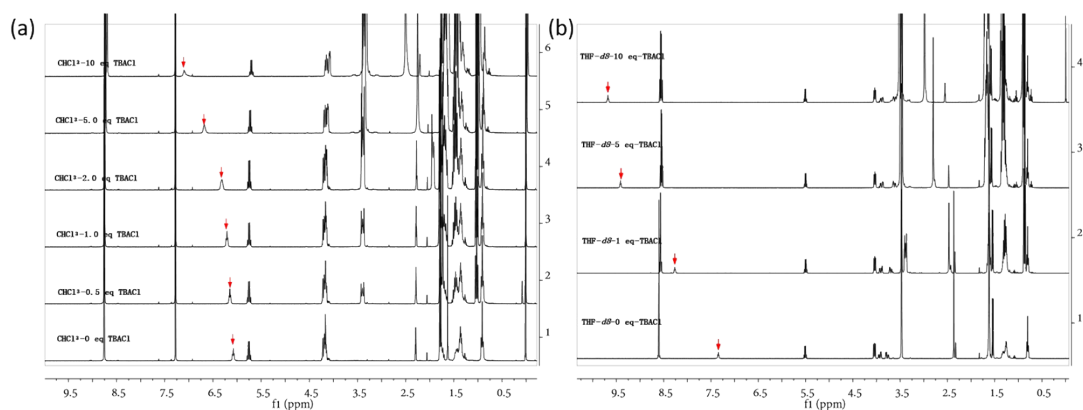 (a)
CHCl³-10 eq TBACl
6
CHCl³-5.0 eq TBACl
5
CHCl³-2.0 eq TBACl
4
CHCl³-1.0 eq TBACl
3
CHCl³-0.5 eq TBACl
2
CHCl³-0 eq TBACl
1
9.5 8.5 7.5 6.5 5.5 4.5 3.5 2.5 1.5 0.5
f1 (ppm)
(b)
THF-d8-10 eq-TBACl
4
THF-d8-5 eq-TBACl
3
THF-d8-1 eq-TBACl
2
THF-d8-0 eq-TBACl
1
9.5 8.5 7.5 6.5 5.5 4.5 3.5 2.5 1.5 0.5
f1 (ppm)